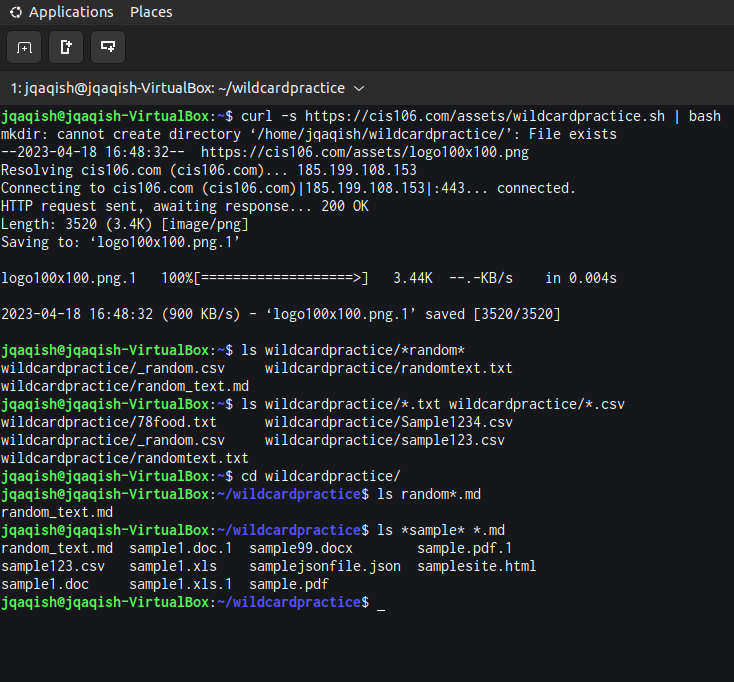 Applications Places
1: jqaqish@jqaqish-VirtualBox: ~/wildcardpractice
jqaqish@jqaqish-VirtualBox:~$ curl -s https://cis106.com/assets/wildcardpractice.sh | bash
mkdir: cannot create directory ‘/home/jqaqish/wildcardpractice/’: File exists
--2023-04-18 16:48:32--  https://cis106.com/assets/logo100x100.png
Resolving cis106.com (cis106.com)... 185.199.108.153
Connecting to cis106.com (cis106.com)|185.199.108.153|:443... connected.
HTTP request sent, awaiting response... 200 OK
Length: 3520 (3.4K) [image/png]
Saving to: ‘logo100x100.png.1’
logo100x100.png.1   100%[===================>]   3.44K  --.-KB/s    in 0.004s
2023-04-18 16:48:32 (900 KB/s) - ‘logo100x100.png.1’ saved [3520/3520]
jqaqish@jqaqish-VirtualBox:~$ ls wildcardpractice/*random*
wildcardpractice/_random.csv     wildcardpractice/randomtext.txt
wildcardpractice/random_text.md
jqaqish@jqaqish-VirtualBox:~$ ls wildcardpractice/*.txt wildcardpractice/*.csv
wildcardpractice/78food.txt      wildcardpractice/Sample1234.csv
wildcardpractice/_random.csv     wildcardpractice/sample123.csv
wildcardpractice/randomtext.txt
jqaqish@jqaqish-VirtualBox:~$ cd wildcardpractice/
jqaqish@jqaqish-VirtualBox:~/wildcardpractice$ ls random*.md
random_text.md
jqaqish@jqaqish-VirtualBox:~/wildcardpractice$ ls *sample* *.md
random_text.md  sample1.doc.1  sample99.docx        sample.pdf.1
sample123.csv   sample1.xls    samplejsonfile.json  samplesite.html
sample1.doc     sample1.xls.1  sample.pdf
jqaqish@jqaqish-VirtualBox:~/wildcardpractice$ _